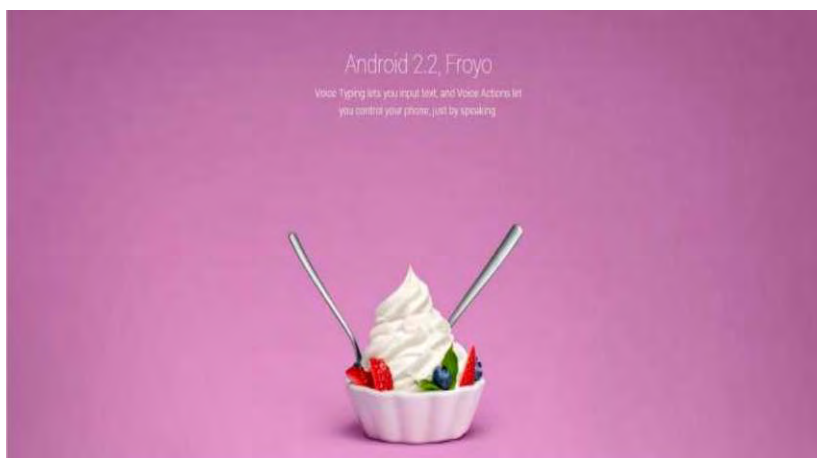 Android 2.2, Froyo
Voice Typing lets you input text, and Voice Actions let
you control your phone, just by speaking